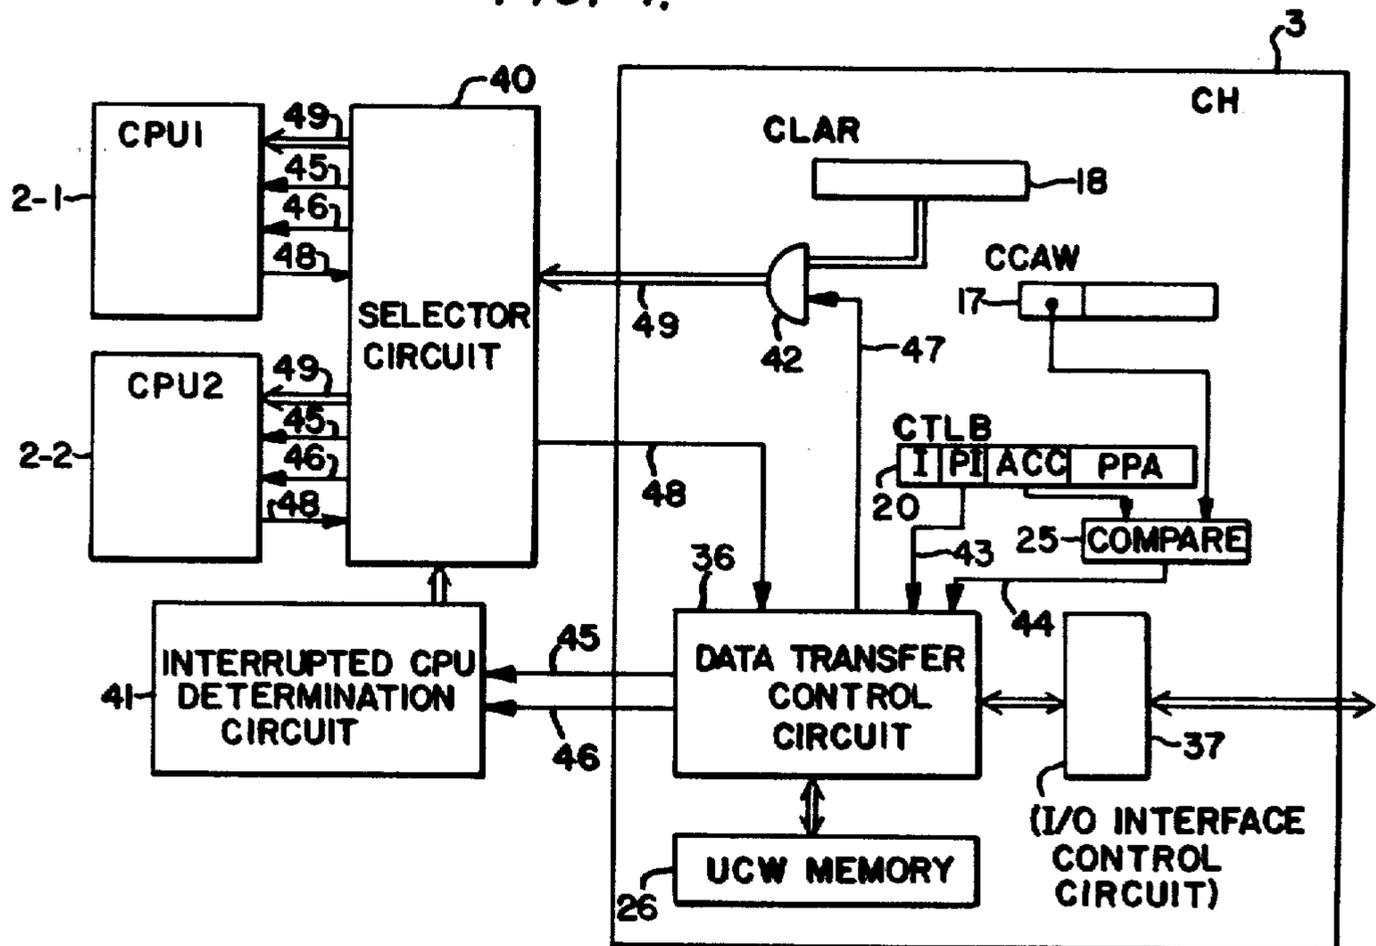 3
40
CH
CPU1
49
45
46
48
2-1
CLAR
18
CCAW
17
SELECTOR
CIRCUIT
49
42
47
CPU2
49
45
46
48
2-2
48
CTLB
I PI ACC PPA
20
43
25
COMPARE
44
36
DATA TRANSFER
CONTROL
CIRCUIT
45
46
INTERRUPTED CPU
DETERMINATION
CIRCUIT
41
37
(I/O INTERFACE
CONTROL
CIRCUIT)
UCW MEMORY
26